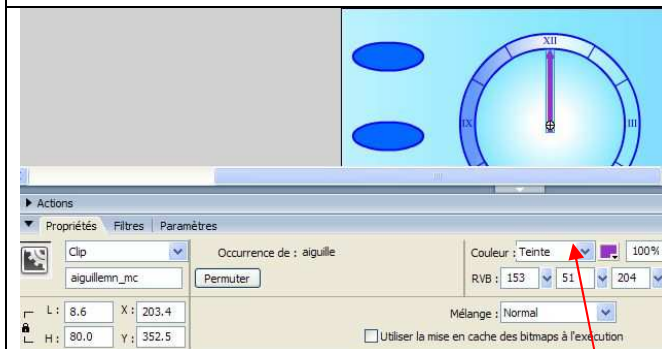 XII
IX
III
Actions
Propriétés Filtres Paramètres
Clip
Occurrence de : aiguille
Couleur : Teinte 100%
aiguillemn_mc
Permuter
RVB : 153 51 204
L : 8.6 X : 203.4
Mélange : Normal
H : 80.0 Y : 352.5
Utiliser la mise en cache des bitmaps à l'exécution